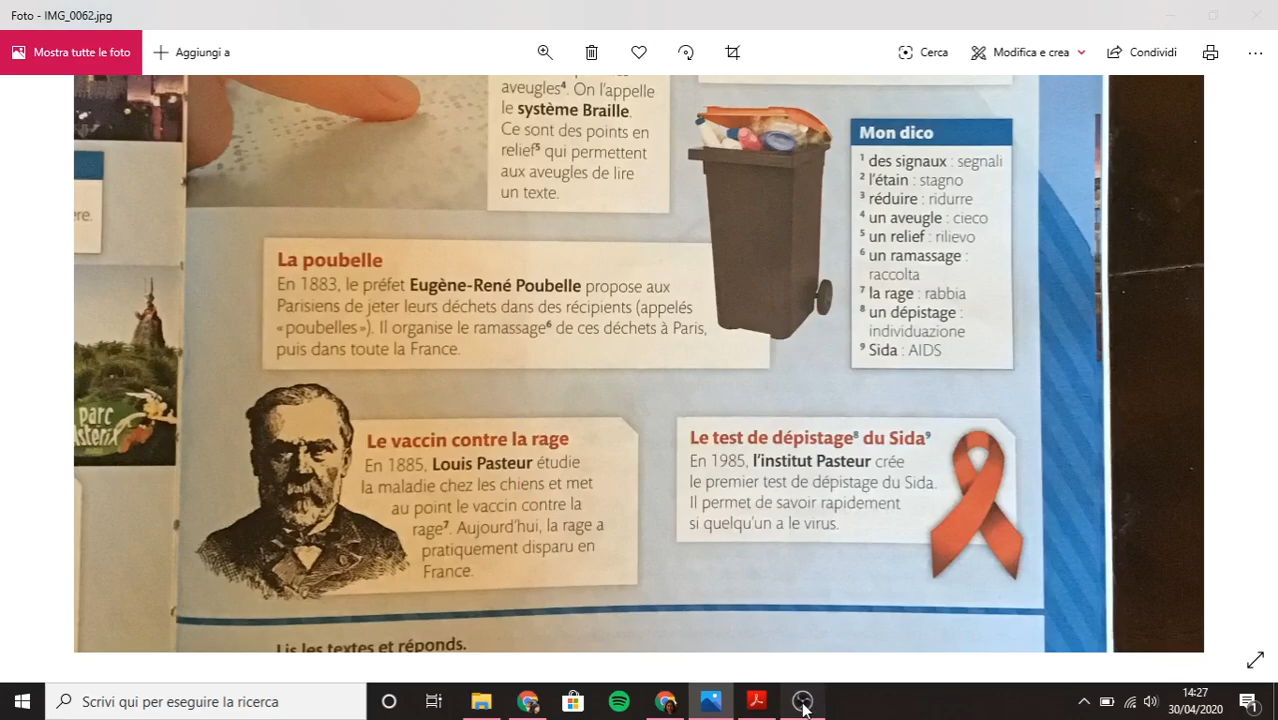 Foto - IMG_0062.jpg
Mostra tutte le foto
Aggiungi a
Cerca
Modifica e crea
Condividi
aveugles⁴. On l'appelle
le système Braille.
Ce sont des points en
relief⁵ qui permettent
aux aveugles de lire
un texte.
Mon dico
¹ des signaux : segnali
² l'étain : stagno
³ réduire : ridurre
⁴ un aveugle : cieco
⁵ un relief : rilievo
⁶ un ramassage :
raccolta
⁷ la rage : rabbia
⁸ un dépistage :
individuazione
⁹ Sida : AIDS
ère.
La poubelle
En 1883, le préfet Eugène-René Poubelle propose aux
Parisiens de jeter leurs déchets dans des récipients (appelés
«poubelles»). Il organise le ramassage⁶ de ces déchets à Paris,
puis dans toute la France.
parc
Astérix
Le vaccin contre la rage
En 1885, Louis Pasteur étudie
la maladie chez les chiens et met
au point le vaccin contre la
rage⁷. Aujourd'hui, la rage a
pratiquement disparu en
France.
Le test de dépistage⁸ du Sida⁹
En 1985, l'institut Pasteur crée
le premier test de dépistage du Sida.
Il permet de savoir rapidement
si quelqu'un a le virus.
Lis les textes et réponds.
Scrivi qui per eseguire la ricerca
14:27
30/04/2020
1